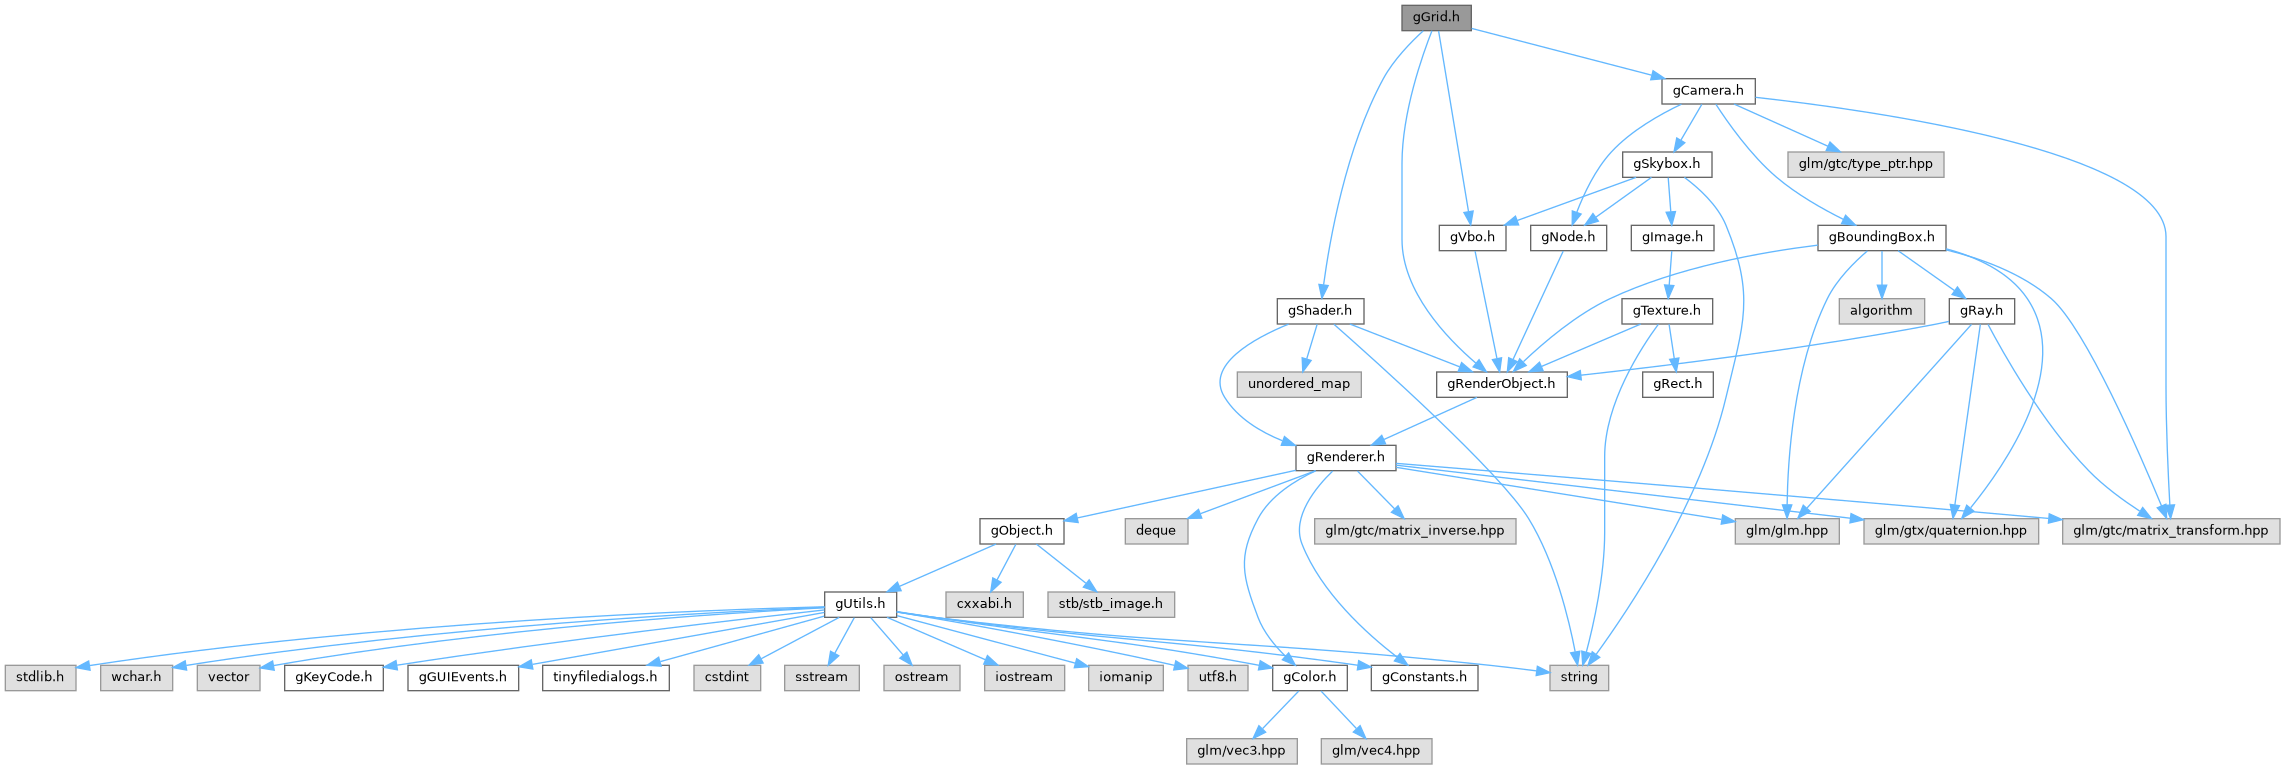 gGrid.h
gCamera.h
gSkybox.h
glm/gtc/type_ptr.hpp
gVbo.h
gNode.h
gImage.h
gBoundingBox.h
gShader.h
gTexture.h
algorithm
gRay.h
unordered_map
gRenderObject.h
gRect.h
gRenderer.h
gObject.h
deque
glm/gtc/matrix_inverse.hpp
glm/glm.hpp
glm/gtx/quaternion.hpp
glm/gtc/matrix_transform.hpp
gUtils.h
cxxabi.h
stb/stb_image.h
stdlib.h
wchar.h
vector
gKeyCode.h
gGUIEvents.h
tinyfiledialogs.h
cstdint
sstream
ostream
iostream
iomanip
utf8.h
gColor.h
gConstants.h
string
glm/vec3.hpp
glm/vec4.hpp